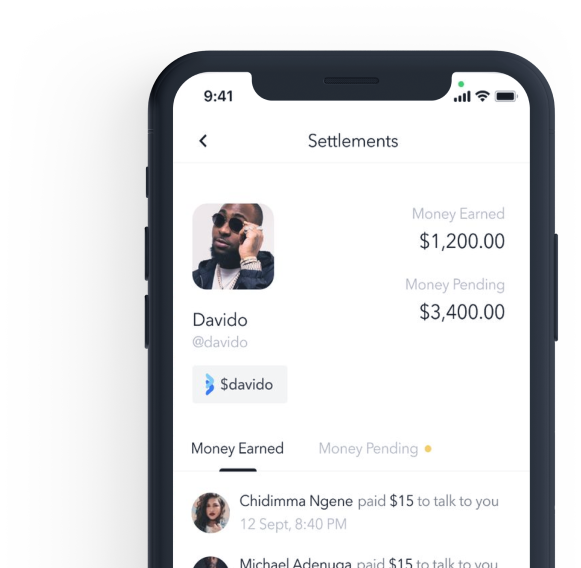 9:41
Settlements
Money Earned
$1,200.00
Money Pending
$3,400.00
Davido
@davido
$davido
Money Earned Money Pending
Chidimma Ngene paid $15 to talk to you
12 Sept, 8:40 PM
Michael Adenuga paid $15 to talk to you